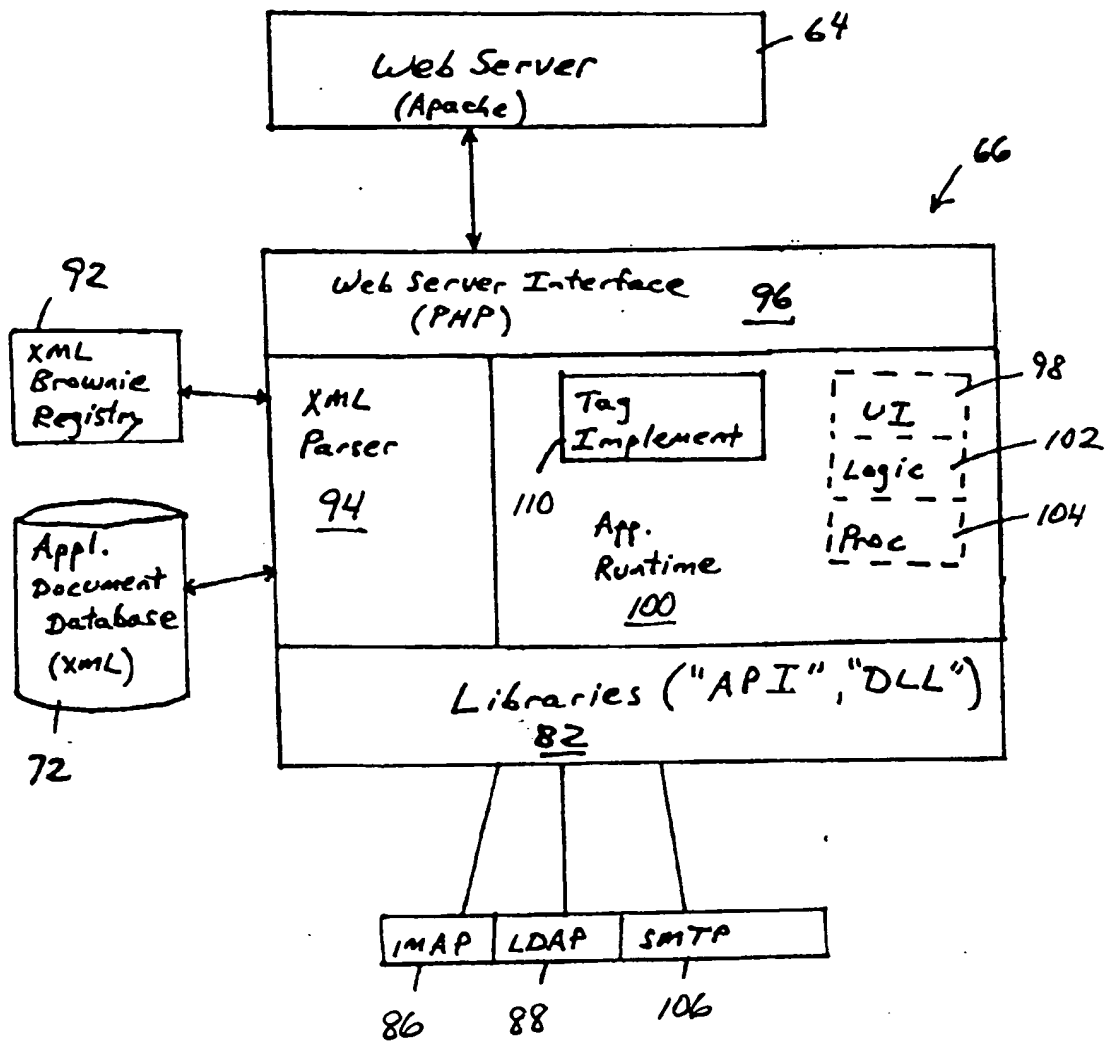 64
Web Server
(Apache)
66
92
Web Server Interface
(PHP)
96
XML
Brownie
Registry
XML
Parser
94
Tag
Implement
110
App.
Runtime
100
UI
Logic
Proc
98
102
104
Appl.
Document
Database
(XML)
72
Libraries ("API", "DLL")
82
IMAP
LDAP
SMTP
86
88
106